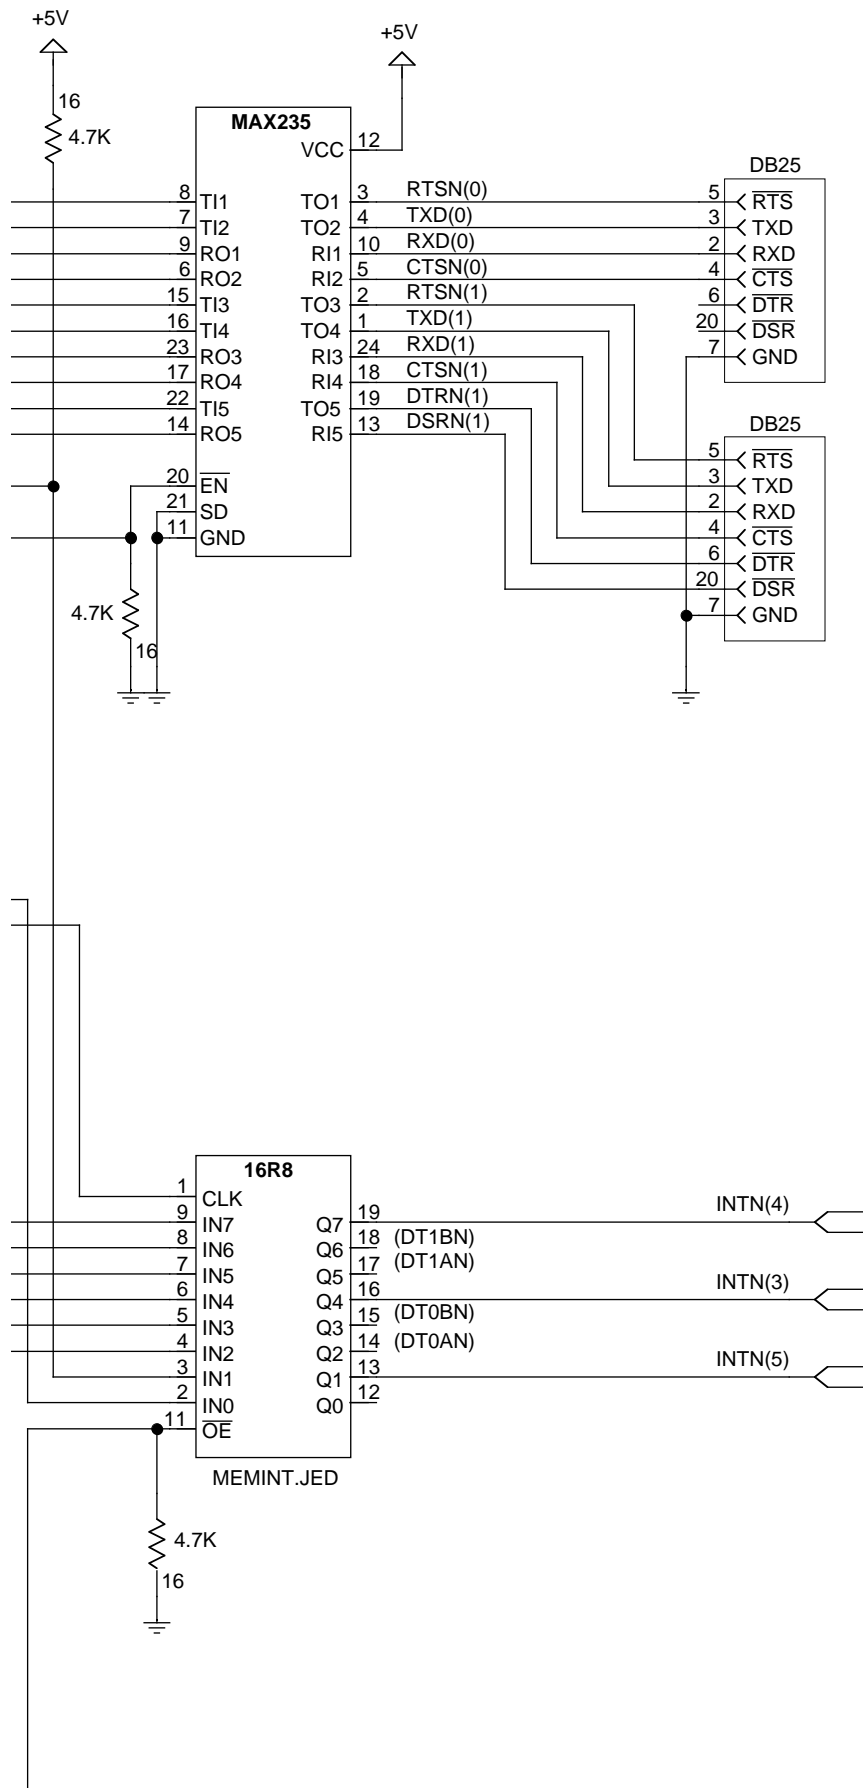 +5V
+5V
16
4.7K
MAX235
VCC 12
DB25
8 TI1 TO1 3 RTSN(0) 5 RTS
7 TI2 TO2 4 TXD(0) 3 TXD
9 RO1 RI1 10 RXD(0) 2 RXD
6 RO2 RI2 5 CTSN(0) 4 CTS
15 TI3 TO3 2 RTSN(1) 6 DTR
16 TI4 TO4 1 TXD(1) 20 DSR
23 RO3 RI3 24 RXD(1) 7 GND
17 RO4 RI4 18 CTSN(1)
22 TI5 TO5 19 DTRN(1)
14 RO5 RI5 13 DSRN(1)
DB25
5 RTS
20 EN 3 TXD
21 SD 2 RXD
11 GND 4 CTS
6 DTR
20 DSR
4.7K 7 GND
16
16R8
1 CLK
9 IN7 Q7 19 INTN(4)
8 IN6 Q6 18 (DT1BN)
7 IN5 Q5 17 (DT1AN)
6 IN4 Q4 16 INTN(3)
5 IN3 Q3 15 (DT0BN)
4 IN2 Q2 14 (DT0AN)
3 IN1 Q1 13 INTN(5)
2 IN0 Q0 12
11 OE
MEMINT.JED
4.7K
16